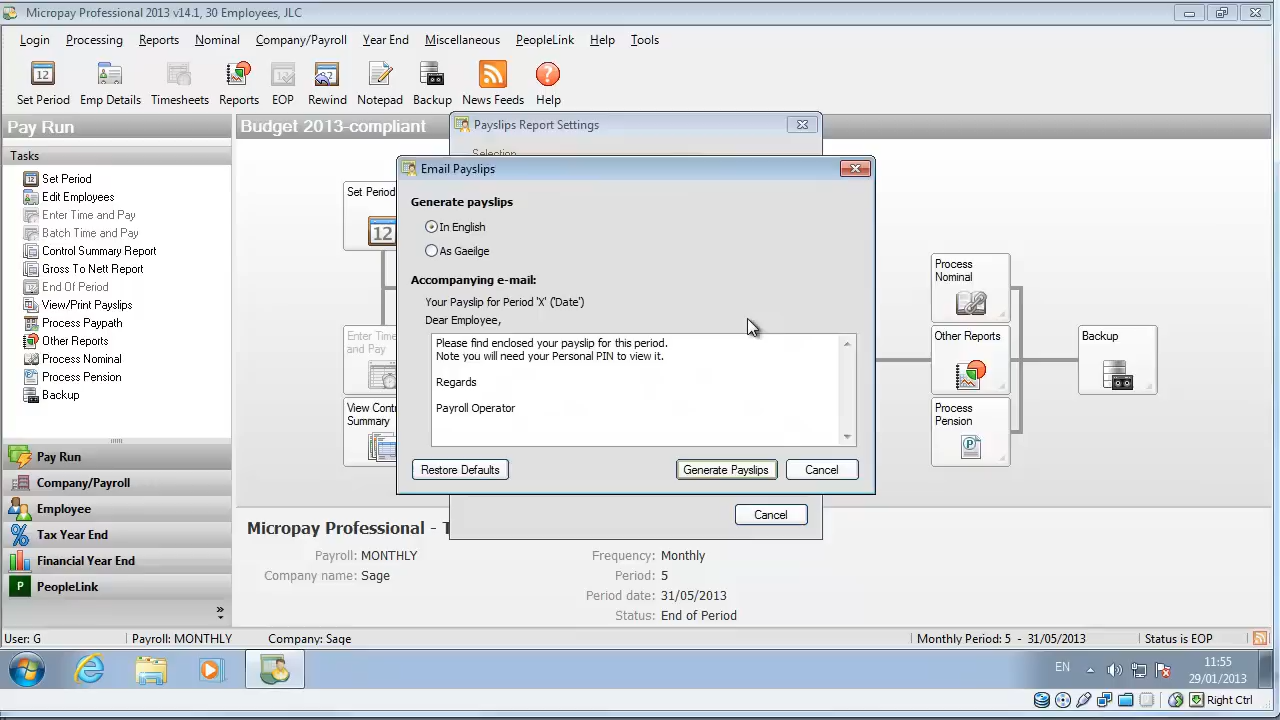 Micropay Professional 2013 v14.1, 30 Employees, JLC
Login Processing Reports Nominal Company/Payroll Year End Miscellaneous PeopleLink Help Tools
12 12
Set Period Emp Details Timesheets Reports EOP Rewind Notepad Backup News Feeds Help
Pay Run
Budget 2013-compliant
Tasks
Set Period
Edit Employees
Enter Time and Pay
Batch Time and Pay
Control Summary Report
Gross To Nett Report
End Of Period
View/Print Payslips
Process Paypath
Other Reports
Process Nominal
Process Pension
Backup
Pay Run
Company/Payroll
Employee
Tax Year End
Financial Year End
P PeopleLink
»
Set Period
12
Enter Time
and Pay
View Cont
Summary
Payslips Report Settings
Selection
Email Payslips
Generate payslips
In English
As Gaeilge
Accompanying e-mail:
Your Payslip for Period 'X' ('Date')
Dear Employee,
Please find enclosed your payslip for this period.
Note you will need your Personal PIN to view it.
Regards
Payroll Operator
Restore Defaults Generate Payslips Cancel
Cancel
Process
Nominal
Other Reports
Process
Pension
P
Backup
Micropay Professional - T
Payroll: MONTHLY
Company name: Sage
Frequency: Monthly
Period: 5
Period date: 31/05/2013
Status: End of Period
User: G Payroll: MONTHLY Company: Sage Monthly Period: 5 - 31/05/2013 Status is EOP
EN
11:55
29/01/2013
Right Ctrl